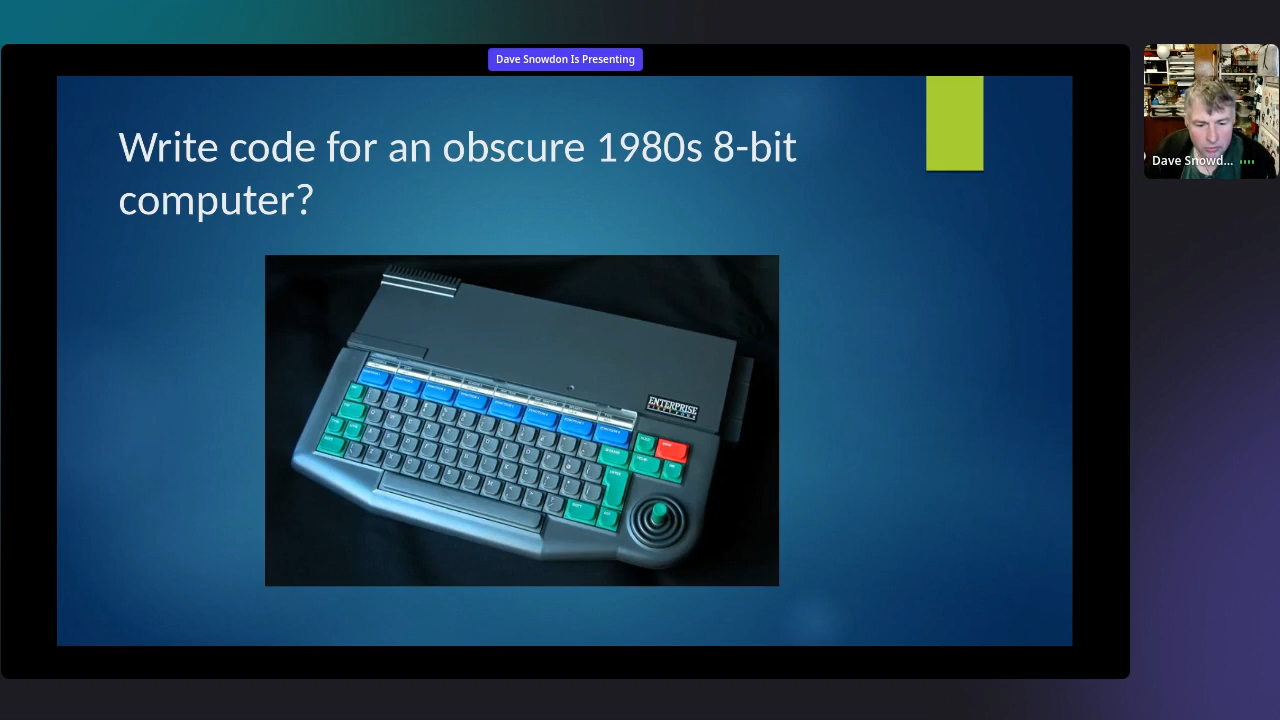 Dave Snowdon Is Presenting
Write code for an obscure 1980s 8-bit
computer?
ENTERPRISE
Dave Snowd...